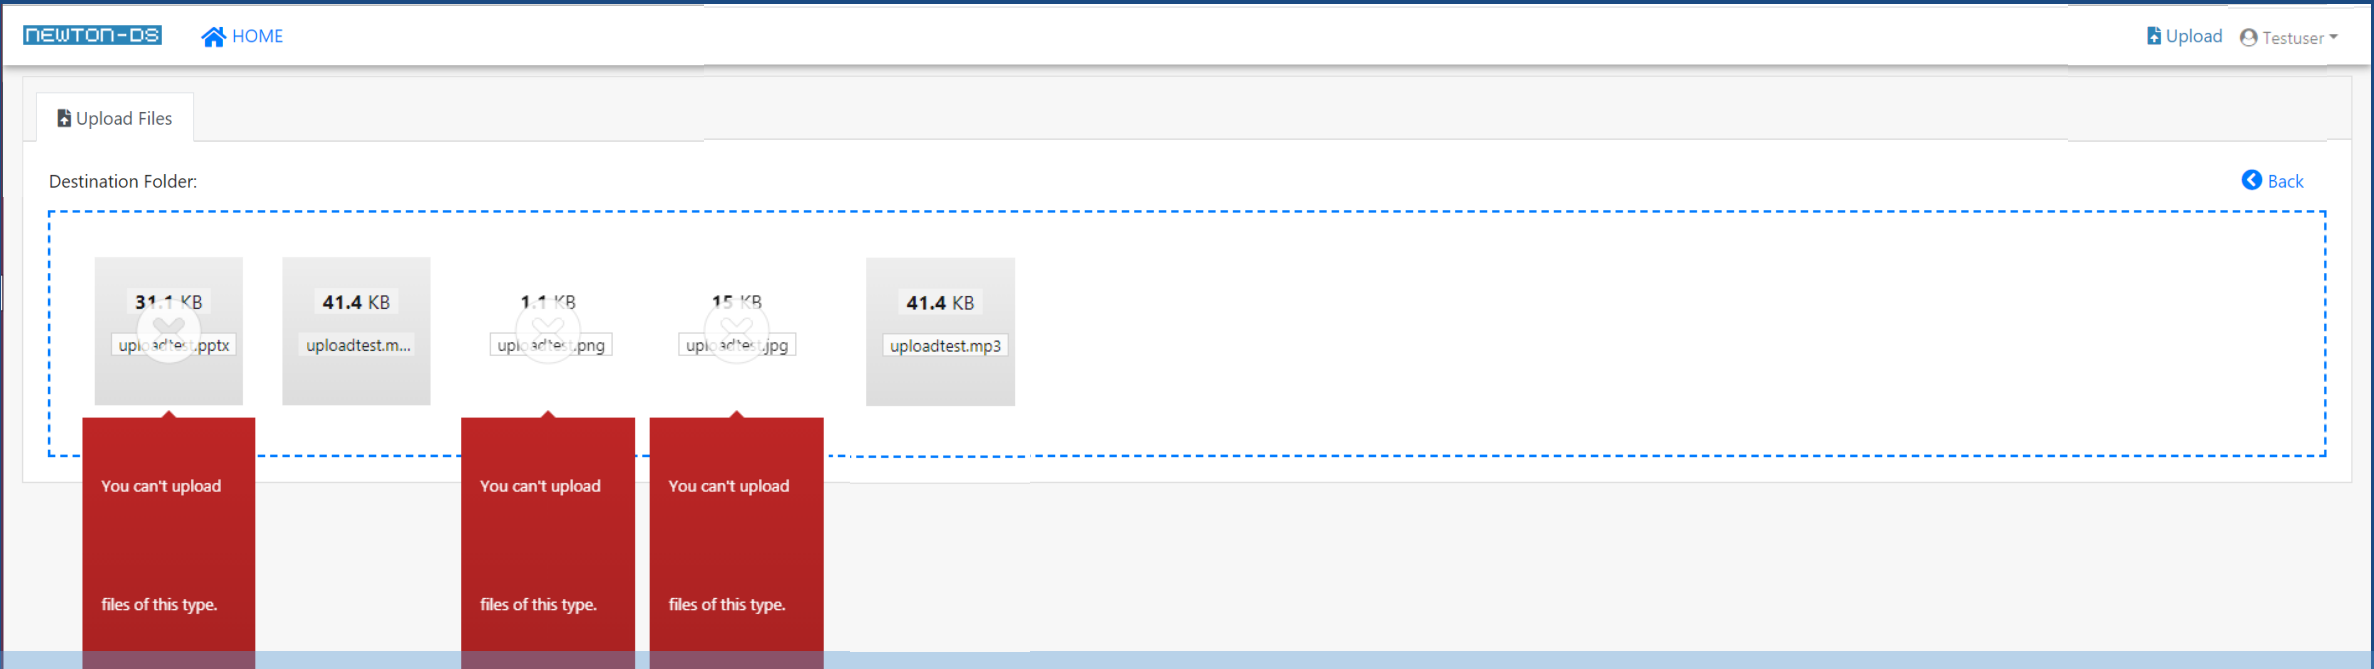 NEWTON-DS
HOME
Upload
Testuser
Upload Files
Destination Folder:
Back
31.1 KB
uploadtest.pptx
41.4 KB
uploadtest.m...
1.1 KB
uploadtest.png
15 KB
uploadtest.jpg
41.4 KB
uploadtest.mp3
You can't upload
files of this type.
You can't upload
files of this type.
You can't upload
files of this type.